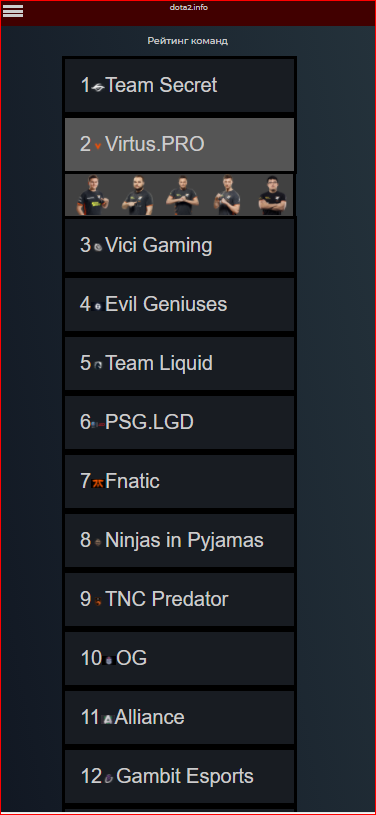 dota2.info
Рейтинг команд
1 Team Secret
2 Virtus.PRO
3 Vici Gaming
4 Evil Geniuses
5 Team Liquid
6 PSG.LGD
7 Fnatic
8 Ninjas in Pyjamas
9 TNC Predator
10 OG
11 Alliance
12 Gambit Esports